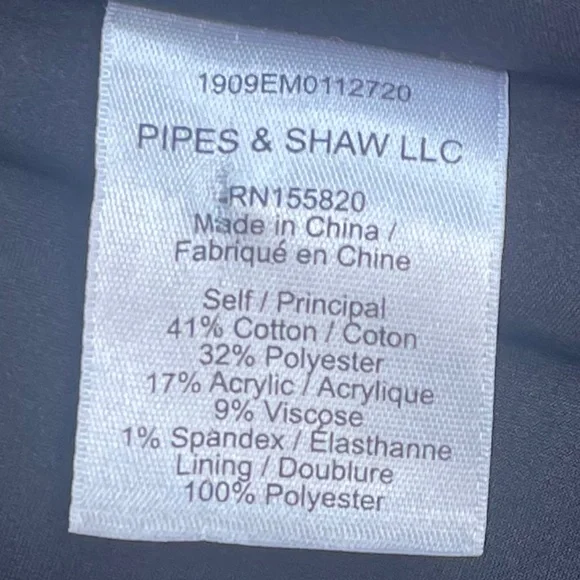 1909EM0112720
PIPES & SHAW LLC
RN155820
Made in China /
Fabriqué en Chine
Self / Principal
41% Cotton / Coton
32% Polyester
17% Acrylic / Acrylique
9% Viscose
1% Spandex / Élasthanne
Lining / Doublure
100% Polyester